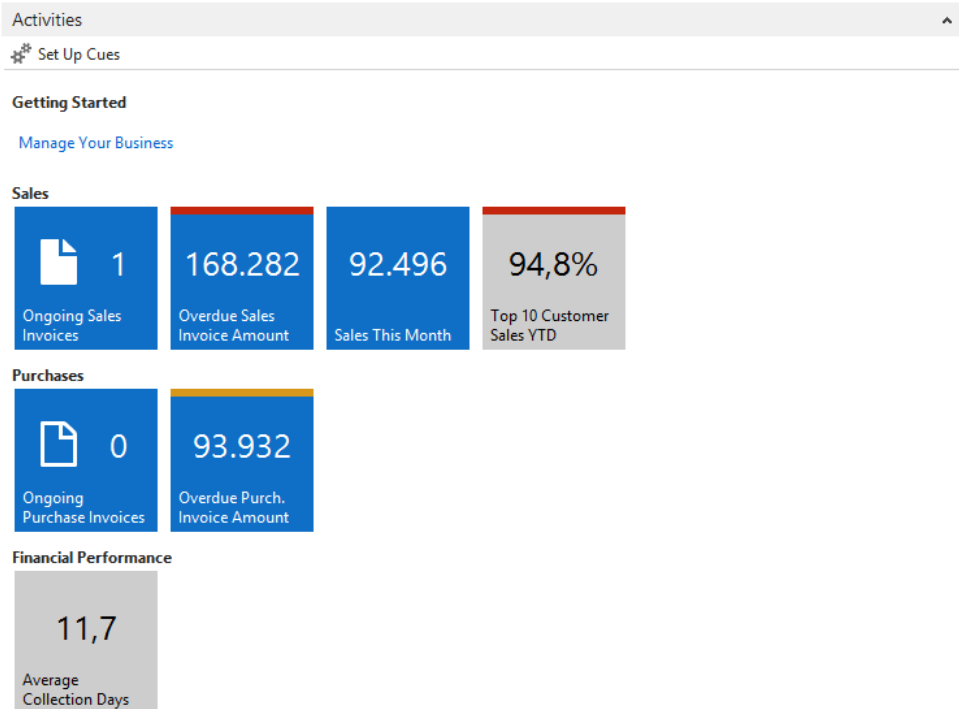 Activities
Set Up Cues
Getting Started
Manage Your Business
Sales
1
Ongoing Sales
Invoices
168.282
Overdue Sales
Invoice Amount
92.496
Sales This Month
94,8%
Top 10 Customer
Sales YTD
Purchases
0
Ongoing
Purchase Invoices
93.932
Overdue Purch.
Invoice Amount
Financial Performance
11,7
Average
Collection Days